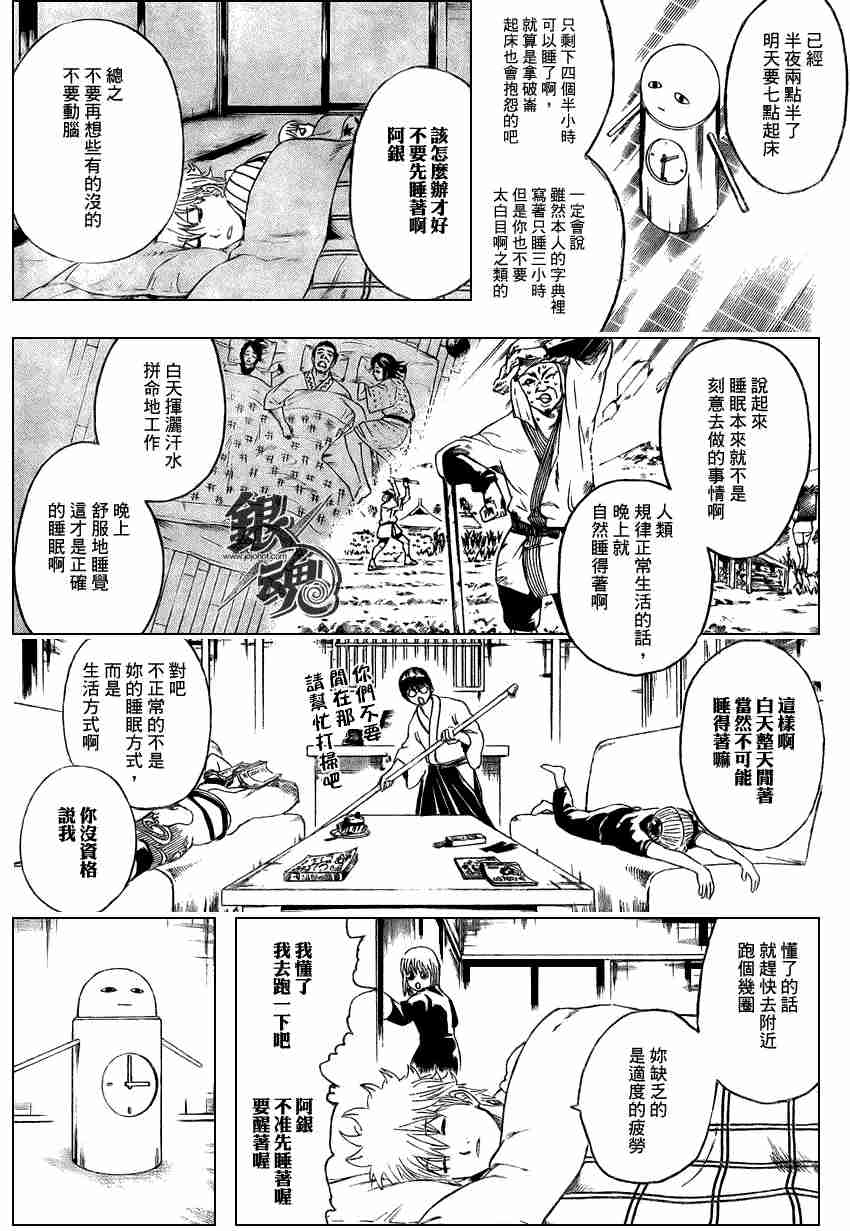 已經
半夜兩點半了
明天要七點起床
只剩下四個半小時
可以睡了啊，
就算是拿破崙
起床也會抱怨的吧
一定會說
雖然本人的字典裡
寫著只睡三小時
但是你也不要
太白目啊之類的
該怎麼辦才好
不要先睡著啊
阿銀
總之
不要再想些有的沒的
不要動腦
說起來
睡眠本來就不是
刻意去做的事情啊
人類
規律正常生活的話，
晚上就
自然睡得著啊
白天揮灑汗水
拼命地工作
晚上
舒服地睡覺
這才是正確
的睡眠啊
銀魂
www.jojohot.com
這樣啊
白天整天閒著
當然不可能
睡得著嘛
你們不要
閒在那
請幫忙打掃吧
對吧
不正常的不是
妳的睡眠方式，
而是
生活方式啊
你沒資格
説我
懂了的話
就趕快去附近
跑個幾圈
妳缺乏的
是適度的疲勞
我懂了
我去跑一下吧
阿銀
不准先睡著喔
要醒著喔